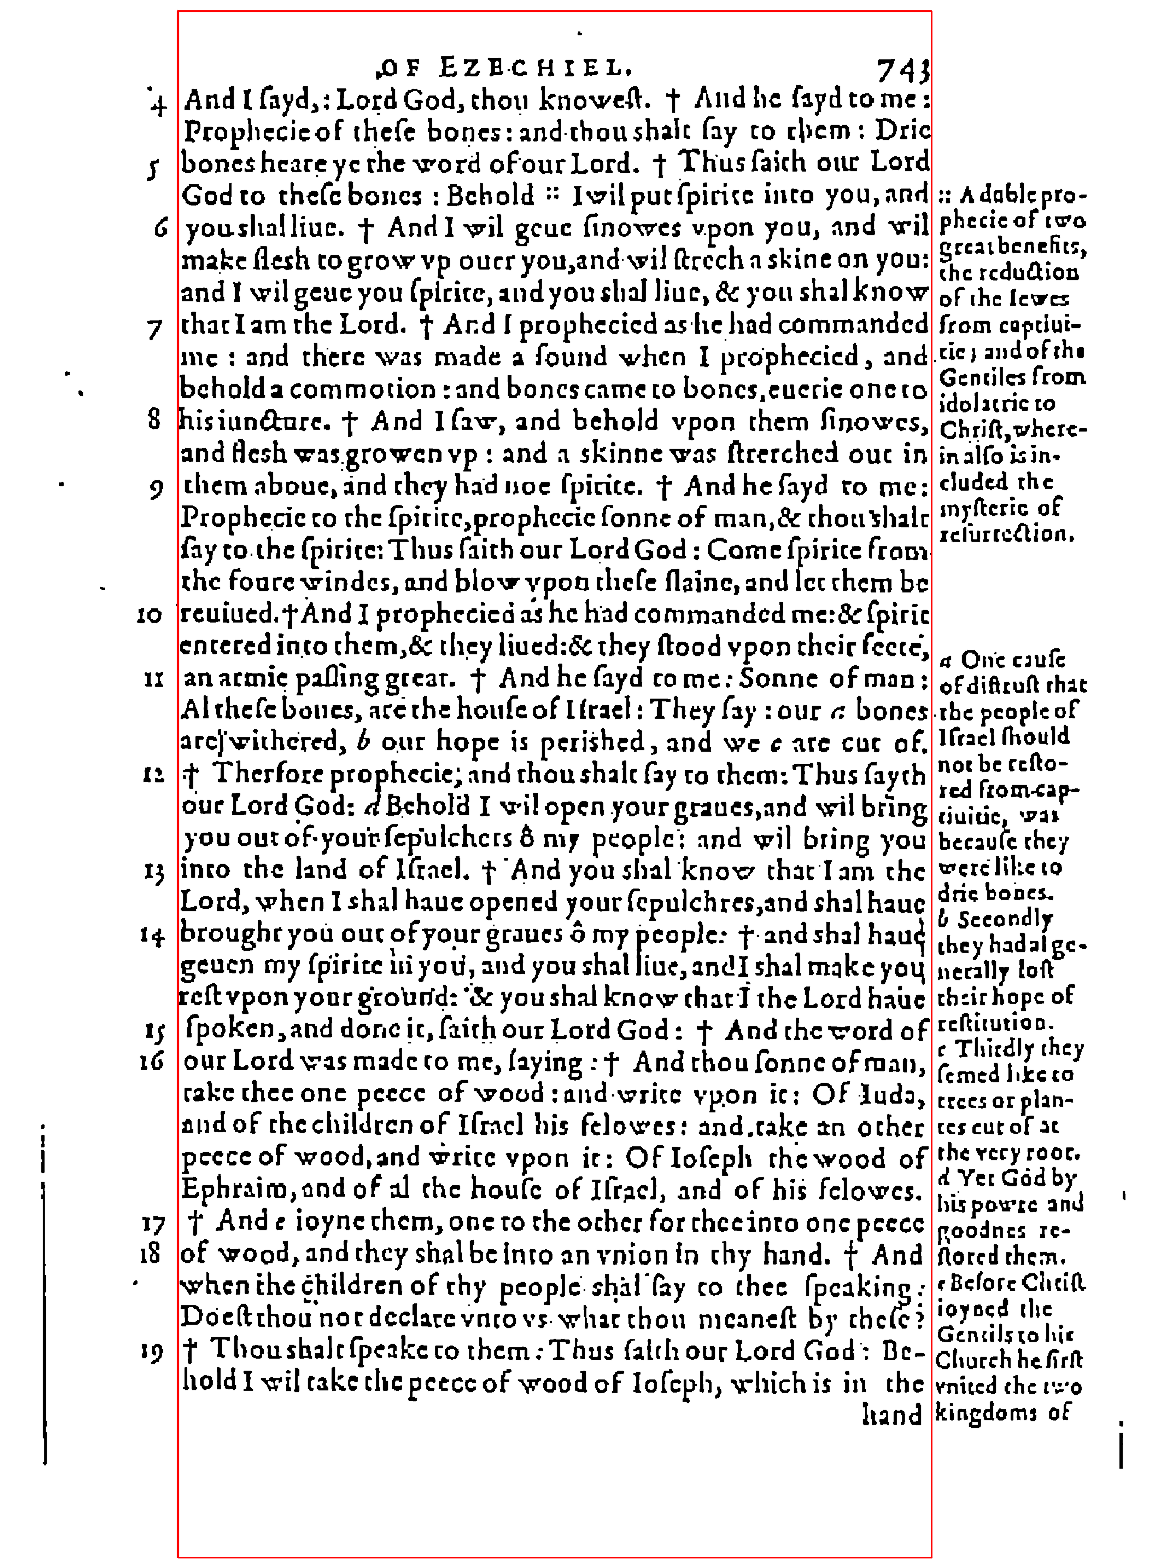 OF EZECHIEL. 743
4 And I ſayd,: Lord God, thou knoweſt. † And he ſayd to me:
Prophecie of theſe bones: and thou shalt ſay to them: Drie
5 bones heare ye the word of our Lord. † Thus ſaith our Lord
God to theſe bones : Behold :: I wil put ſpirite into you, and
6 you shal liue. † And I wil geue ſinowes vpon you, and wil
make flesh to grow vp ouer you, and wil ſtrech a skine on you:
and I wil geue you ſpirite, and you shal liue, & you shal know
7 that I am the Lord. † And I prophecied as he had commanded
me : and there was made a ſound when I prophecied, and
behold a commotion : and bones came to bones, euerie one to
8 his iuncture. † And I ſaw, and behold vpon them ſinowes,
and flesh was growen vp : and a skinne was ſtretched out in
9 them aboue, and they had noe ſpirite. † And he ſayd to me:
Prophecie to the ſpirite, prophecie ſonne of man, & thou shalt
ſay to the ſpirite: Thus ſaith our Lord God : Come ſpirite from
the foure windes, and blow vpon theſe ſlaine, and let them be
10 reuiued. † And I prophecied as he had commanded me: & ſpirit
entered into them, & they liued: & they ſtood vpon their feete,
11 an armie paſſing great. † And he ſayd to me: Sonne of man:
Al theſe bones, are the houſe of Iſrael : They ſay : our a bones
are withered, b our hope is perished, and we c are cut of.
12 † Therfore prophecie, and thou shalt ſay to them: Thus ſayth
our Lord God: d Behold I wil open your graues, and wil bring
you out of your ſepulchers ô my people: and wil bring you
13 into the land of Iſrael. † And you shal know that I am the
Lord, when I shal haue opened your ſepulchres, and shal haue
14 brought you out of your graues ô my people: † and shal haue
geuen my ſpirite in you, and you shal liue, and I shal make you
reſt vpon your ground: & you shal know that I the Lord haue
15 ſpoken, and done it, ſaith our Lord God : † And the word of
16 our Lord was made to me, ſaying : † And thou ſonne of man,
take thee one peece of wood : and write vpon it: Of Iuda,
and of the children of Iſrael his felowes: and take an other
peece of wood, and write vpon it: Of Ioſeph the wood of
Ephraim, and of al the houſe of Iſrael, and of his felowes.
17 † And e ioyne them, one to the other for thee into one peece
18 of wood, and they shal be into an vnion in thy hand. † And
when the children of thy people shal ſay to thee ſpeaking:
Doeſt thou not declare vnto vs what thou meaneſt by theſe?
19 † Thou shalt ſpeake to them: Thus ſaith our Lord God: Be-
hold I wil take the peece of wood of Ioſeph, which is in the
hand
:: A doble pro-
phecie of two
great benefits,
the reduction
of the Iewes
from captiui-
tie; and of the
Gentiles from
idolatrie to
Chriſt, where-
in alſo is in-
cluded the
myſterie of
reſurrection.
a One cauſe
of diſtruſt that
the people of
Iſrael ſhould
not be reſto-
red from cap-
tiuitie, was
becauſe they
were like to
drie bones.
b Secondly
they had al ge-
nerally loſt
their hope of
reſtitution.
c Thirdly they
ſemed like to
trees or plan-
tes cut of at
the very root.
d Yet God by
his powre and
goodnes re-
ſtored them.
e Before Chriſt
ioyned the
Gentils to his
Church he firſt
vnited the two
kingdoms of